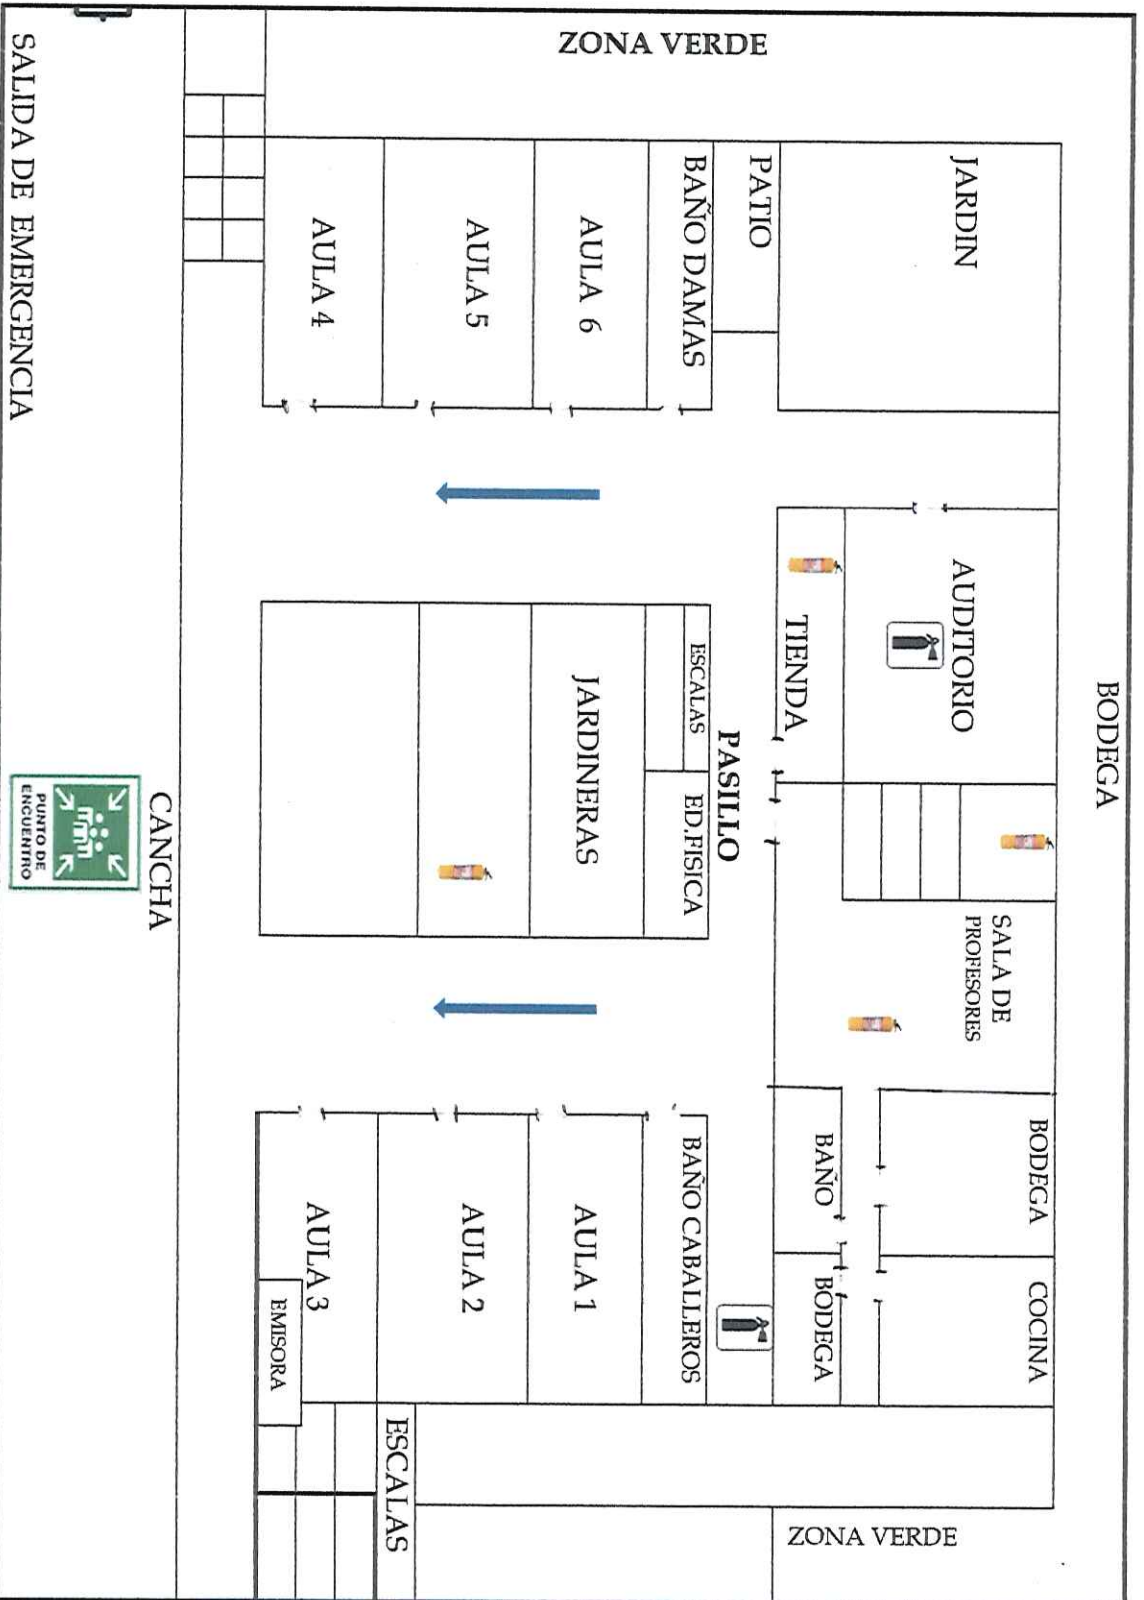 ZONA VERDE
BODEGA
JARDIN
PATIO
BAÑO DAMAS
AULA 6
AULA 5
AULA 4
AUDITORIO
TIENDA
SALA DE
PROFESORES
BODEGA
COCINA
BAÑO
BODEGA
PASILLO
ESCALAS
ED.FISICA
JARDINERAS
BAÑO CABALLEROS
AULA 1
AULA 2
AULA 3
EMISORA
ESCALAS
ZONA VERDE
CANCHA
PUNTO DE
ENCUENTRO
SALIDA DE EMERGENCIA